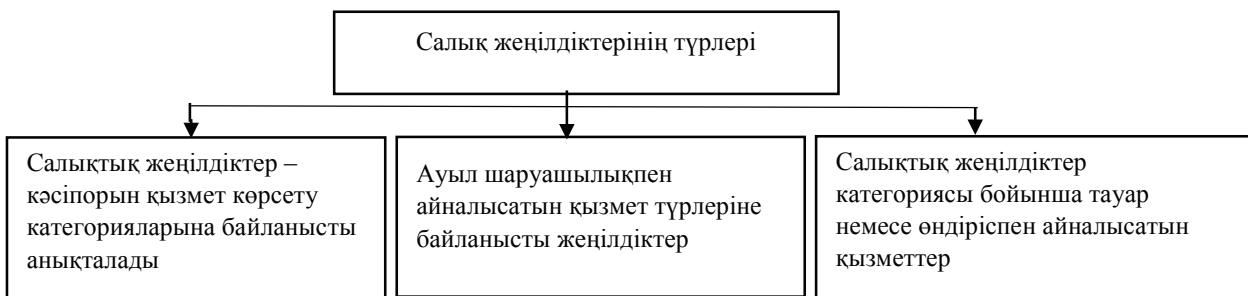 Салық жеңілдіктерінің түрлері
Салықтық жеңілдіктер –
кәсіпорын қызмет көрсету
категорияларына байланысты
анықталады
Ауыл шаруашылықпен
айналысатын қызмет түрлеріне
байланысты жеңілдіктер
Салықтық жеңілдіктер
категориясы бойынша тауар
немесе өндіріспен айналысатын
қызметтер